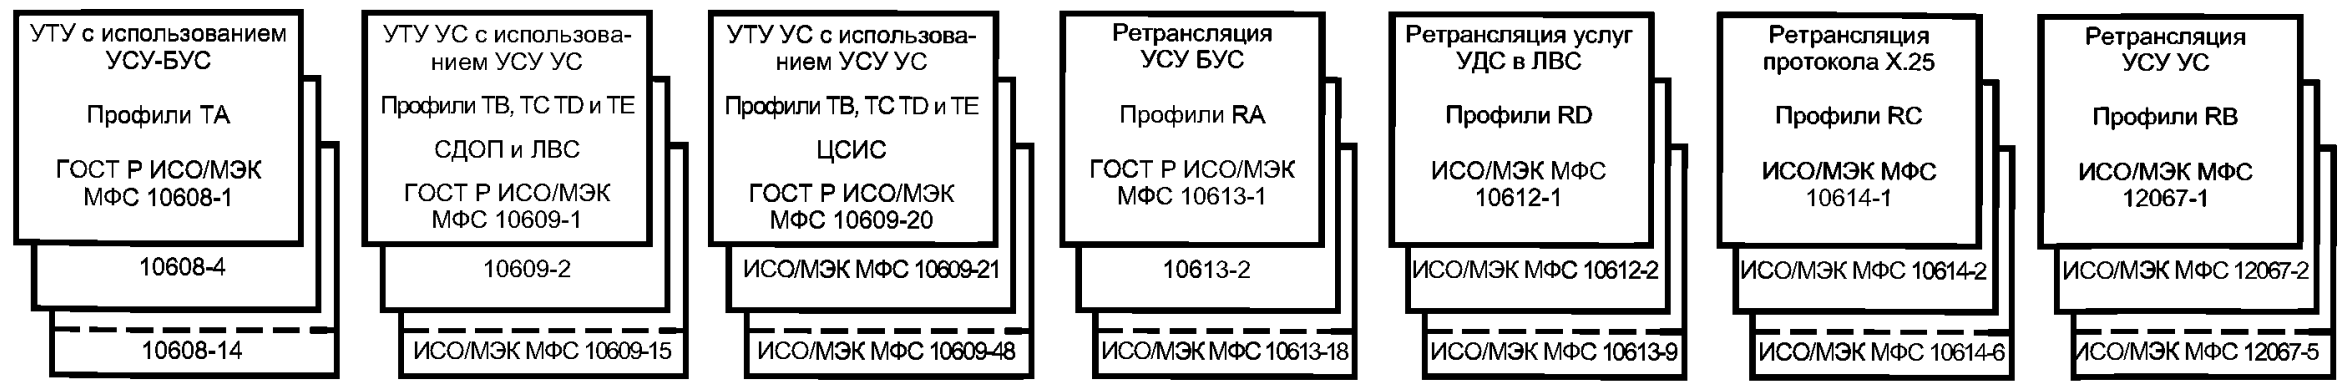 УТУ с использованием
УСУ-БУС
Профили ТА
ГОСТ Р ИСО/МЭК
МФС 10608-1
10608-4
10608-14
УТУ УС с использова-
нием УСУ УС
Профили ТВ, ТС TD и ТЕ
СДОП и ЛВС
ГОСТ Р ИСО/МЭК
МФС 10609-1
10609-2
ИСО/МЭК МФС 10609-15
УТУ УС с использова-
нием УСУ УС
Профили ТВ, ТС TD и ТЕ
ЦСИС
ГОСТ Р ИСО/МЭК
МФС 10609-20
ИСО/МЭК МФС 10609-21
ИСО/МЭК МФС 10609-48
Ретрансляция
УСУ БУС
Профили RA
ГОСТ Р ИСО/МЭК
МФС 10613-1
10613-2
ИСО/МЭК МФС 10613-18
Ретрансляция услуг
УДС в ЛВС
Профили RD
ИСО/МЭК МФС
10612-1
ИСО/МЭК МФС 10612-2
ИСО/МЭК МФС 10613-9
Ретрансляция
протокола Х.25
Профили RC
ИСО/МЭК МФС
10614-1
ИСО/МЭК МФС 10614-2
ИСО/МЭК МФС 10614-6
Ретрансляция
УСУ УС
Профили RB
ИСО/МЭК МФС
12067-1
ИСО/МЭК МФС 12067-2
ИСО/МЭК МФС 12067-5